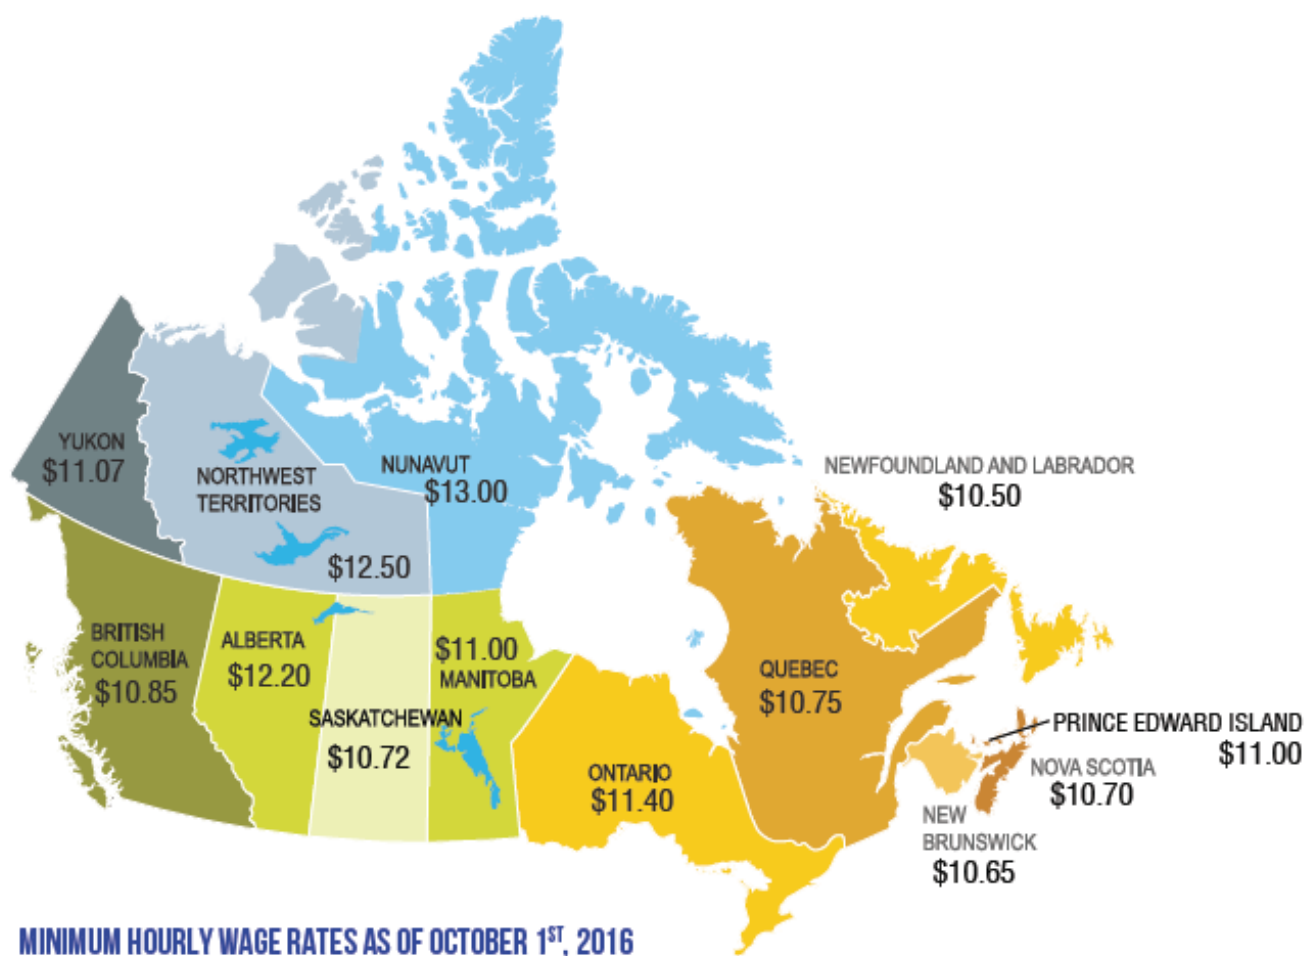 YUKON
$11.07
NORTHWEST
TERRITORIES
$12.50
NUNAVUT
$13.00
NEWFOUNDLAND AND LABRADOR
$10.50
BRITISH
COLUMBIA
$10.85
ALBERTA
$12.20
SASKATCHEWAN
$10.72
$11.00
MANITOBA
ONTARIO
$11.40
QUEBEC
$10.75
PRINCE EDWARD ISLAND
$11.00
NOVA SCOTIA
$10.70
NEW
BRUNSWICK
$10.65
MINIMUM HOURLY WAGE RATES AS OF OCTOBER 1ST, 2016